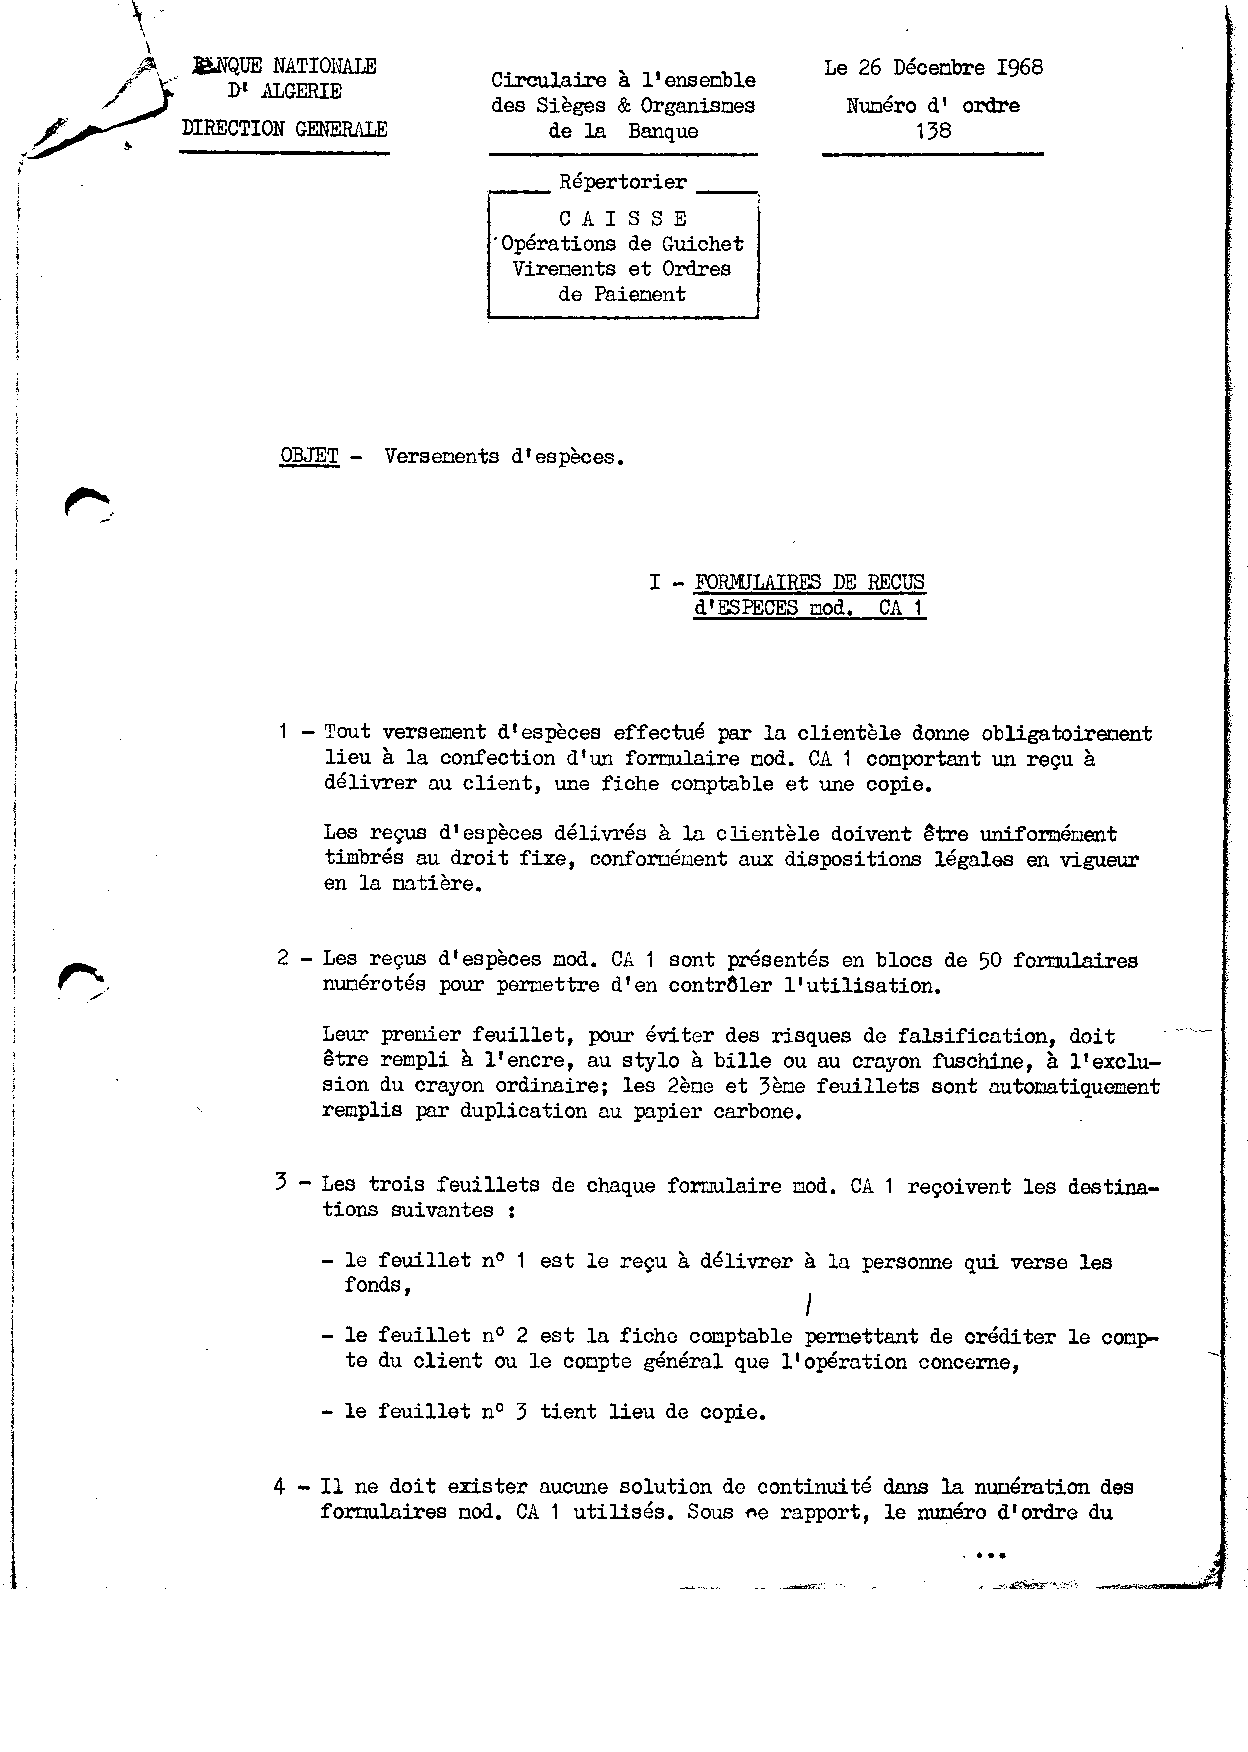 BANQUE NATIONALE
D' ALGERIE
DIRECTION GENERALE
Circulaire à l'ensemble
des Sièges & Organismes
de la Banque
Le 26 Décembre I968
Numéro d' ordre
138
Répertorier
C A I S S E
Opérations de Guichet
Virements et Ordres
de Paiement
OBJET - Versements d'espèces.
I - FORMULAIRES DE RECUS
d'ESPECES mod. CA 1
1 - Tout versement d'espèces effectué par la clientèle donne obligatoirement
lieu à la confection d'un formulaire mod. CA 1 comportant un reçu à
délivrer au client, une fiche comptable et une copie.
Les reçus d'espèces délivrés à la clientèle doivent être uniformément
timbrés au droit fixe, conformément aux dispositions légales en vigueur
en la matière.
2 - Les reçus d'espèces mod. CA 1 sont présentés en blocs de 50 formulaires
numérotés pour permettre d'en contrôler l'utilisation.
Leur premier feuillet, pour éviter des risques de falsification, doit
être rempli à l'encre, au stylo à bille ou au crayon fuschine, à l'exclu-
sion du crayon ordinaire; les 2ème et 3ème feuillets sont automatiquement
remplis par duplication au papier carbone.
3 - Les trois feuillets de chaque formulaire mod. CA 1 reçoivent les destina-
tions suivantes :
- le feuillet n° 1 est le reçu à délivrer à la personne qui verse les
fonds,
- le feuillet n° 2 est la fiche comptable permettant de créditer le comp-
te du client ou le compte général que l'opération concerne,
- le feuillet n° 3 tient lieu de copie.
4 - Il ne doit exister aucune solution de continuité dans la numération des
formulaires mod. CA 1 utilisés. Sous ce rapport, le numéro d'ordre du
...